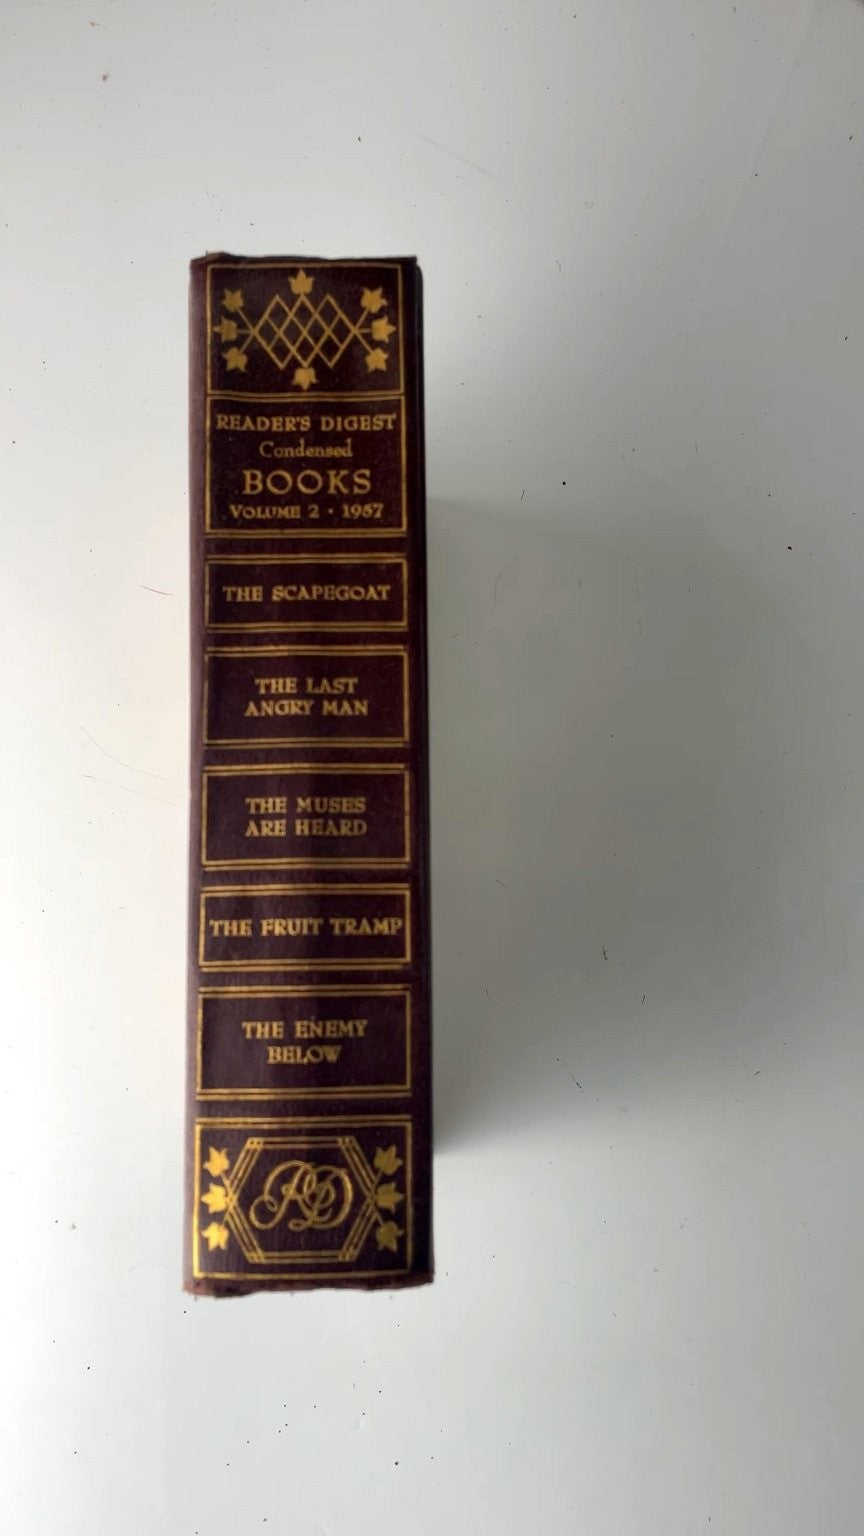 READER'S DIGEST
Condensed
BOOKS
VOLUME 2 · 1957
THE SCAPEGOAT
THE LAST
ANGRY MAN
THE MUSES
ARE HEARD
THE FRUIT TRAMP
THE ENEMY
BELOW
RD